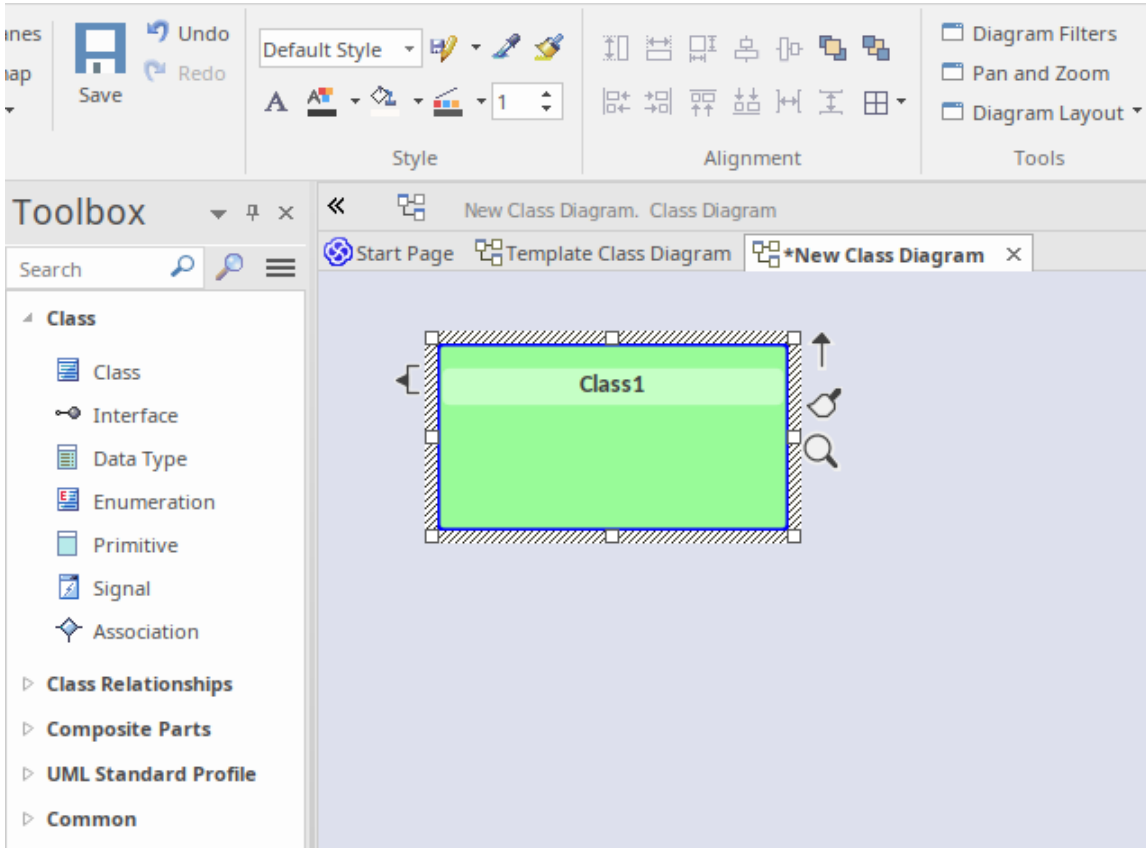 Undo
Default Style
Diagram Filters
Redo
Pan and Zoom
Save
A
1
Diagram Layout
Style
Alignment
Tools
Toolbox
New Class Diagram. Class Diagram
Search
Start Page
Template Class Diagram
*New Class Diagram
Class
Class
Interface
Data Type
Enumeration
Primitive
Signal
Association
Class Relationships
Composite Parts
UML Standard Profile
Common
Class1